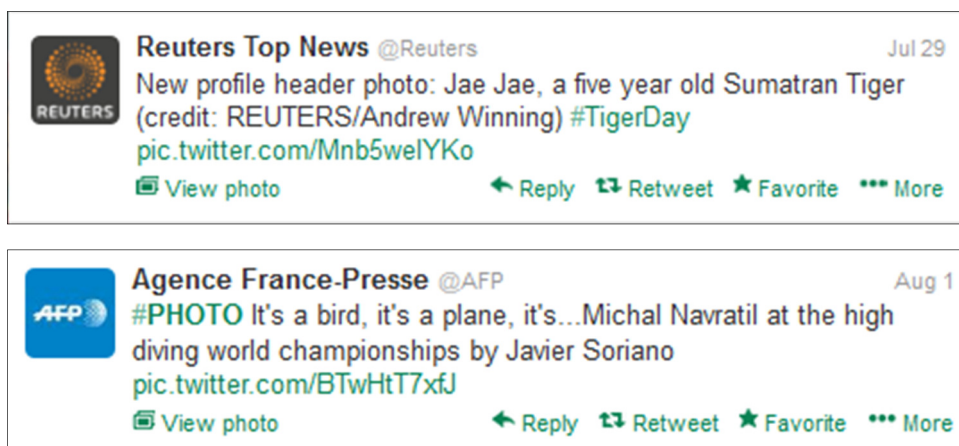 Reuters Top News @Reuters Jul 29
REUTERS
New profile header photo: Jae Jae, a five year old Sumatran Tiger
(credit: REUTERS/Andrew Winning) #TigerDay
pic.twitter.com/Mnb5welYKo
View photo Reply Retweet Favorite More
Agence France-Presse @AFP Aug 1
AFP
#PHOTO It's a bird, it's a plane, it's...Michal Navratil at the high
diving world championships by Javier Soriano
pic.twitter.com/BTwHtT7xfJ
View photo Reply Retweet Favorite More